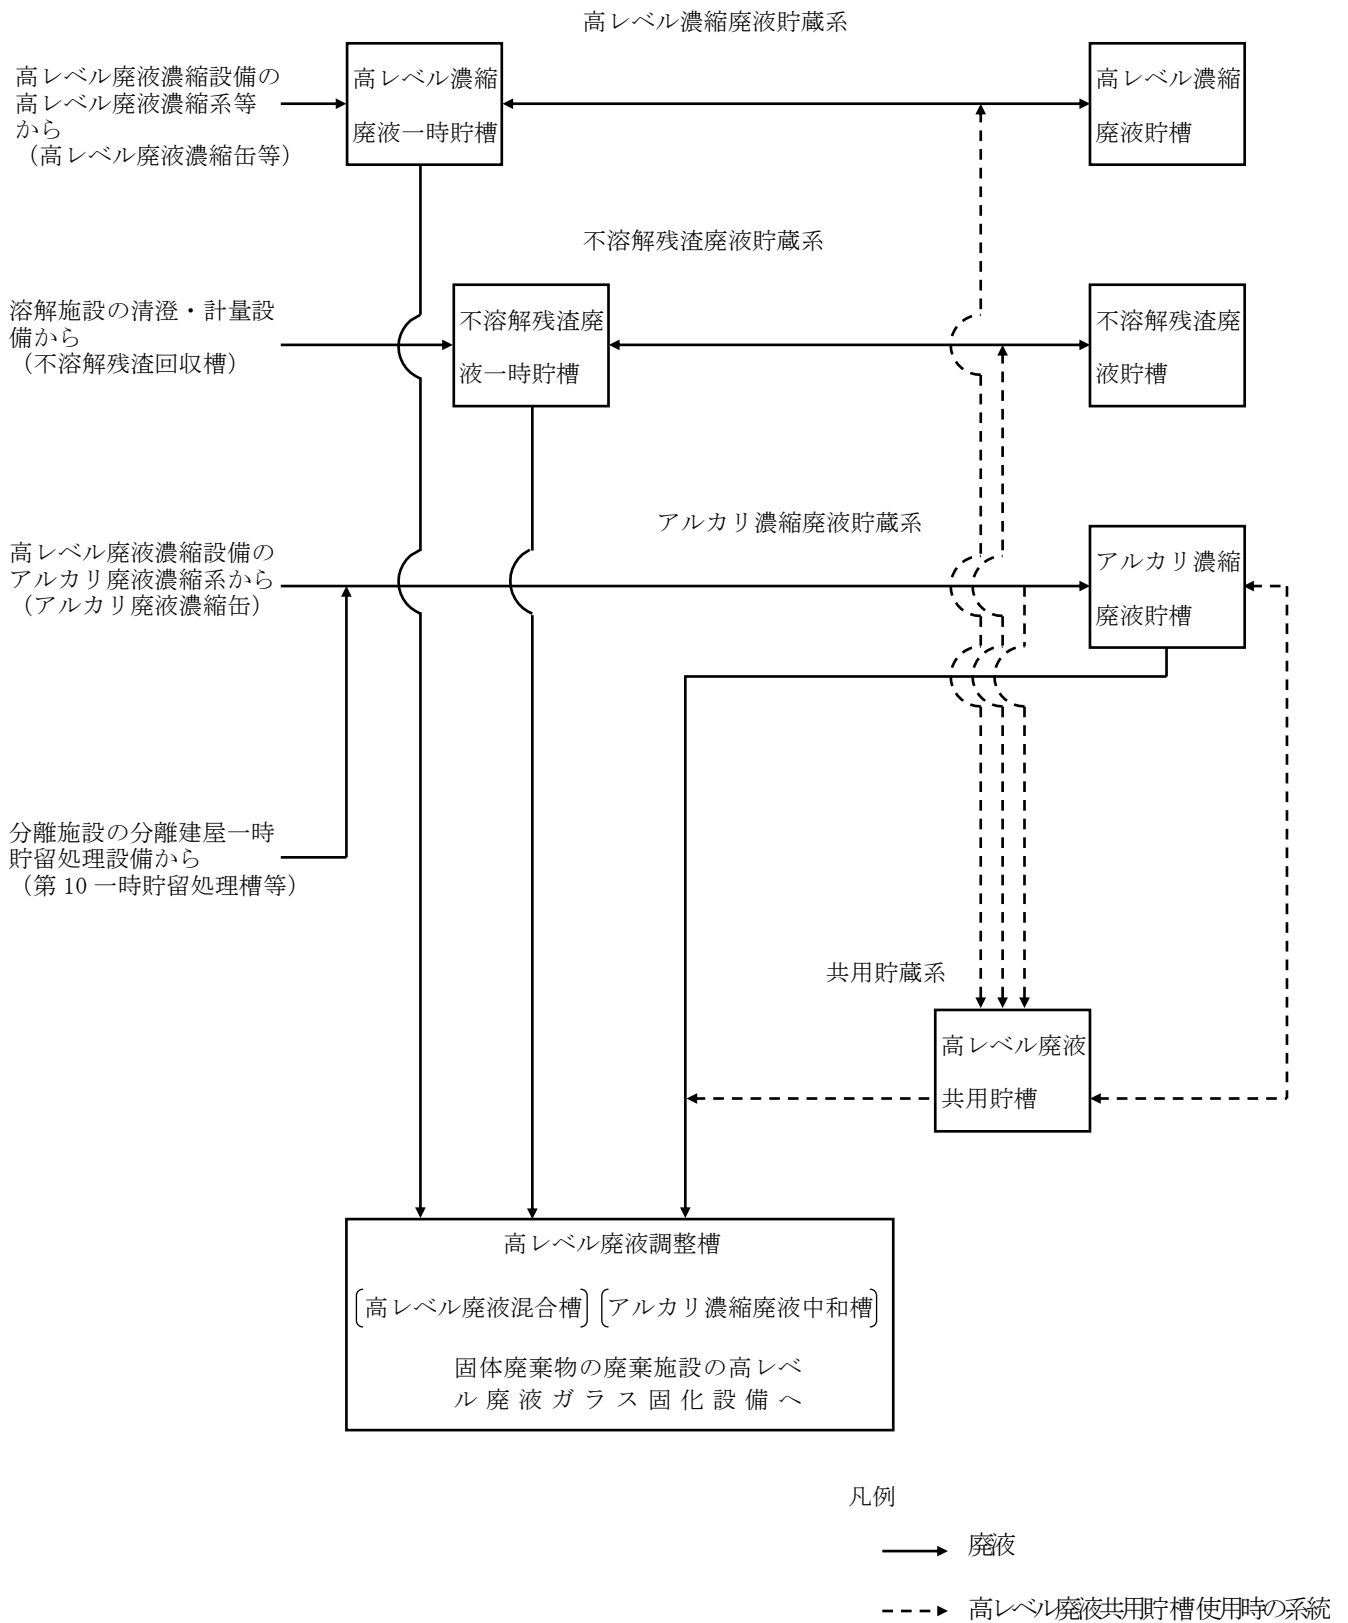 高レベル濃縮廃液貯蔵系
高レベル廃液濃縮設備の
高レベル廃液濃縮系等
から
（高レベル廃液濃縮缶等）
高レベル濃縮
廃液一時貯槽
高レベル濃縮
廃液貯槽
不溶解残渣廃液貯蔵系
溶解施設の清澄・計量設
備から
（不溶解残渣回収槽）
不溶解残渣廃
液一時貯槽
不溶解残渣廃
液貯槽
アルカリ濃縮廃液貯蔵系
高レベル廃液濃縮設備の
アルカリ廃液濃縮系から
（アルカリ廃液濃縮缶）
アルカリ濃縮
廃液貯槽
分離施設の分離建屋一時
貯留処理設備から
（第10一時貯留処理槽等）
共用貯蔵系
高レベル廃液
共用貯槽
高レベル廃液調整槽
〔高レベル廃液混合槽〕〔アルカリ濃縮廃液中和槽〕
固体廃棄物の廃棄施設の高レベ
ル廃液ガラス固化設備へ
凡例
廃液
高レベル廃液共用貯槽使用時の系統